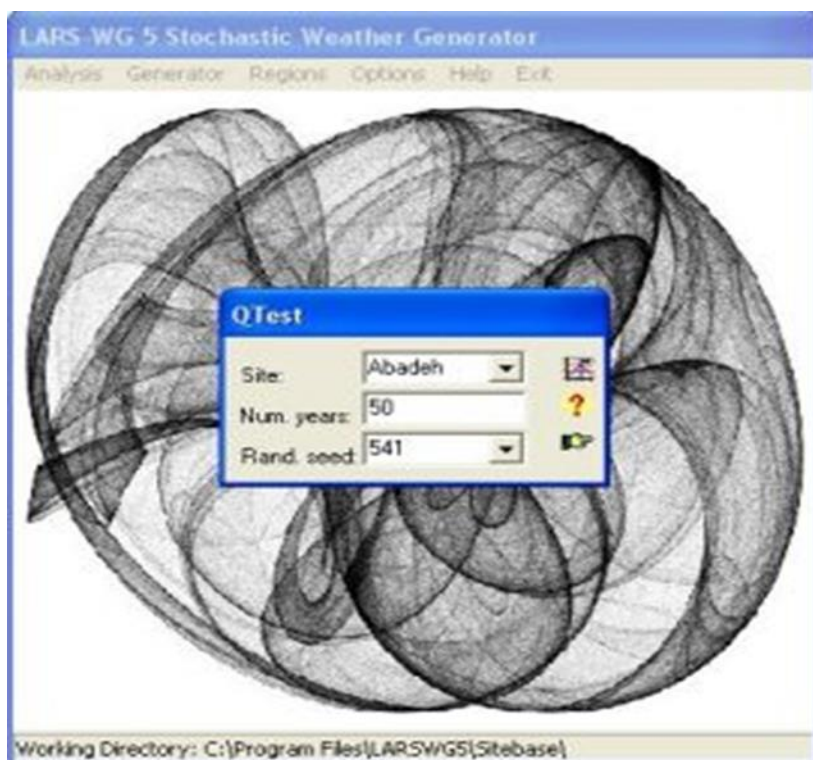 LARS-WG 5 Stochastic Weather Generator
Analysis Generator Regions Options Help Exit
QTest
Site: Abadeh
Num. years: 50
Rand. seed: 541
Working Directory: C:\Program Files\LARSWG5\Sitebase\